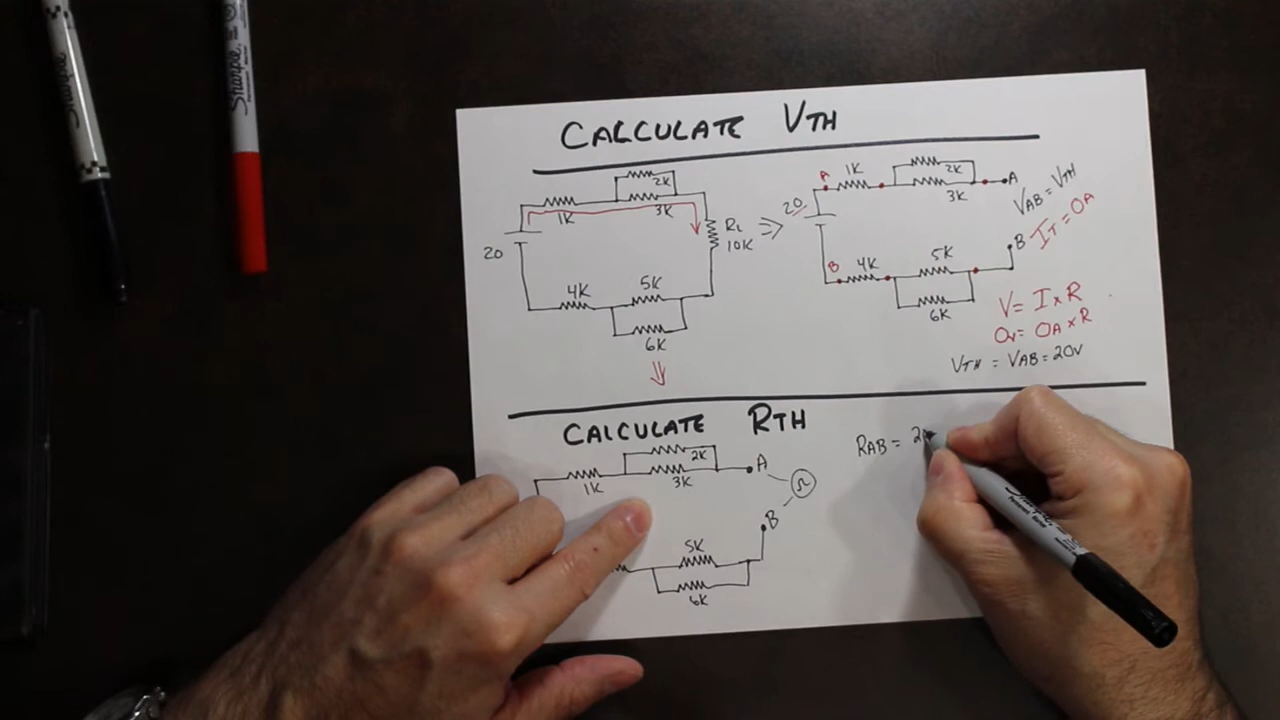 Sharpie
Sharpie
CALCULATE VTH
1K
2K
3K
20
RL
10K
4K
5K
6K
A
1K
2K
3K
A
20
VAB = VTH
IT = 0A
B
B
4K
5K
6K
V = I x R
0V = 0A x R
VTH = VAB = 20V
CALCULATE RTH
1K
2K
3K
A
Ω
B
5K
6K
RAB =